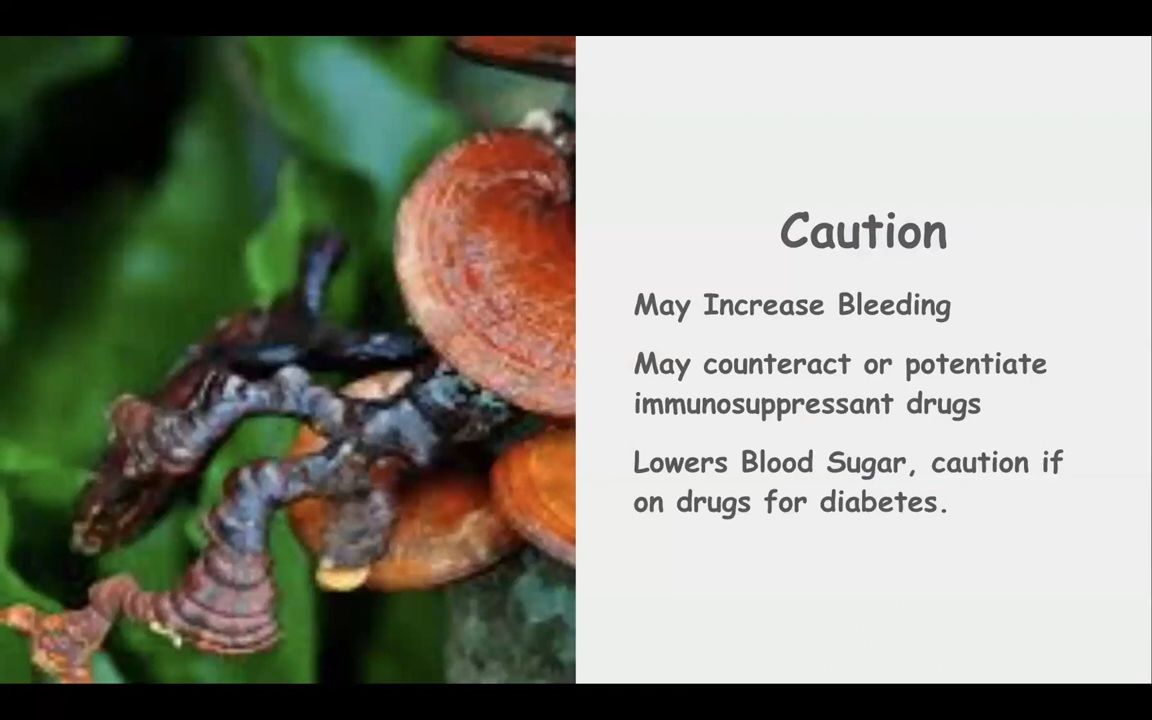 Caution
May Increase Bleeding
May counteract or potentiate
immunosuppressant drugs
Lowers Blood Sugar, caution if
on drugs for diabetes.